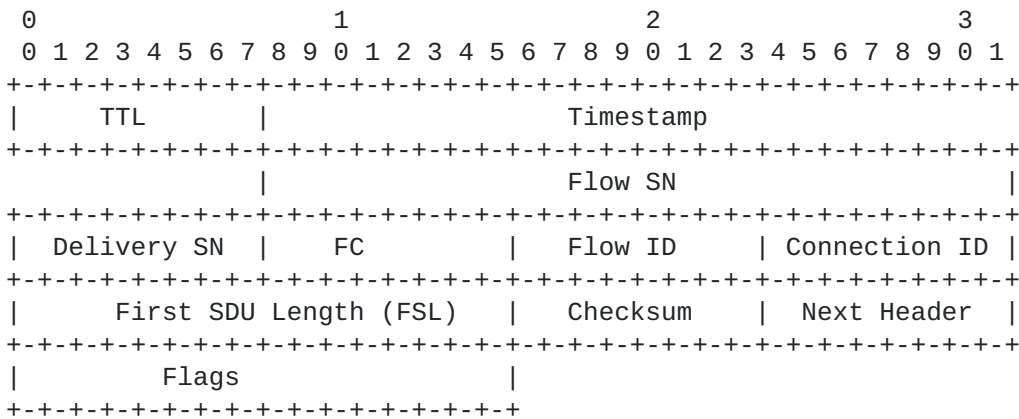 0                   1                   2                   3
0 1 2 3 4 5 6 7 8 9 0 1 2 3 4 5 6 7 8 9 0 1 2 3 4 5 6 7 8 9 0 1
+-+-+-+-+-+-+-+-+-+-+-+-+-+-+-+-+-+-+-+-+-+-+-+-+-+-+-+-+-+-+-+-+
|     TTL       |                   Timestamp
+-+-+-+-+-+-+-+-+-+-+-+-+-+-+-+-+-+-+-+-+-+-+-+-+-+-+-+-+-+-+-+-+
                |                   Flow SN                     |
+-+-+-+-+-+-+-+-+-+-+-+-+-+-+-+-+-+-+-+-+-+-+-+-+-+-+-+-+-+-+-+-+
|  Delivery SN  |    FC         |   Flow ID     | Connection ID |
+-+-+-+-+-+-+-+-+-+-+-+-+-+-+-+-+-+-+-+-+-+-+-+-+-+-+-+-+-+-+-+-+
|      First SDU Length (FSL)   |   Checksum    |  Next Header  |
+-+-+-+-+-+-+-+-+-+-+-+-+-+-+-+-+-+-+-+-+-+-+-+-+-+-+-+-+-+-+-+-+
|         Flags                 |
+-+-+-+-+-+-+-+-+-+-+-+-+-+-+-+-+